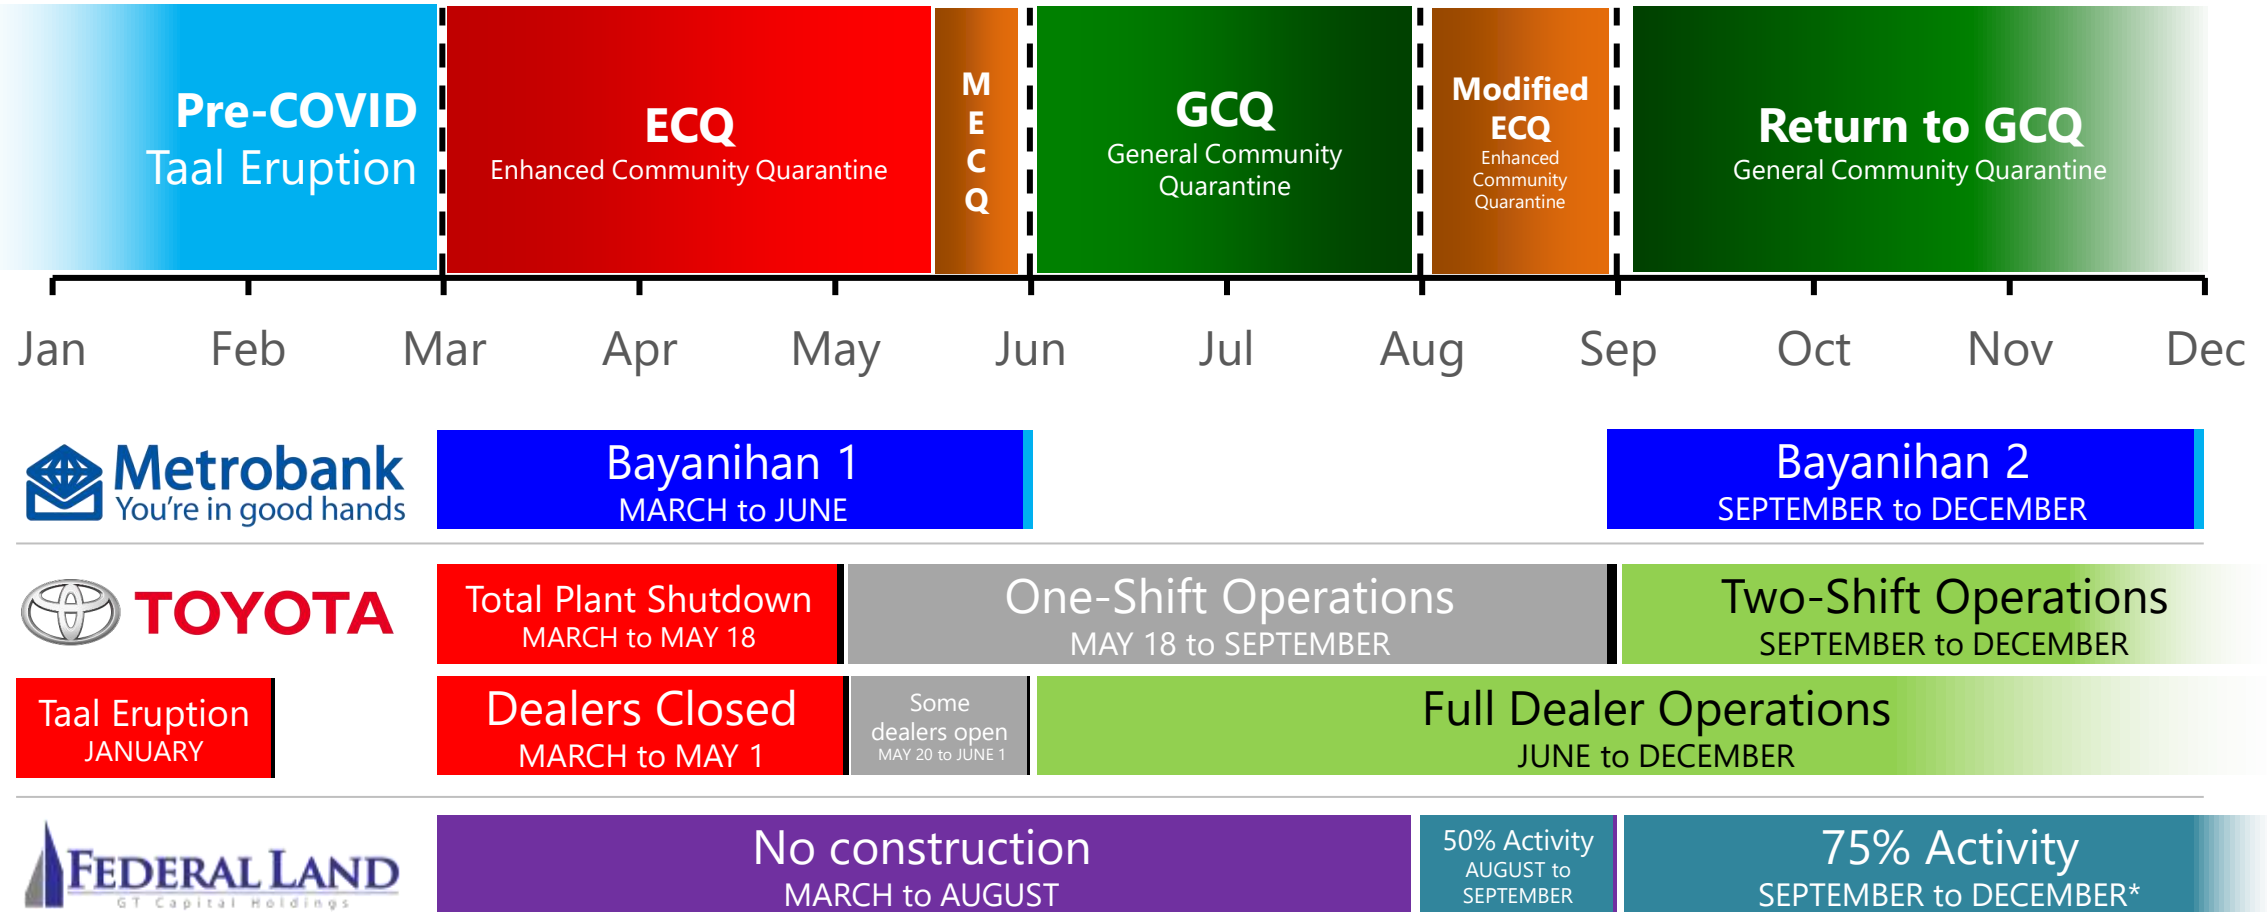 Pre-COVID
Taal Eruption
ECQ
Enhanced Community Quarantine
M
E
C
Q
GCQ
General Community
Quarantine
Modified
ECQ
Enhanced
Community
Quarantine
Return to GCQ
General Community Quarantine
Jan Feb Mar Apr May Jun Jul Aug Sep Oct Nov Dec
Metrobank
You're in good hands
Bayanihan 1
MARCH to JUNE
Bayanihan 2
SEPTEMBER to DECEMBER
TOYOTA
Total Plant Shutdown
MARCH to MAY 18
One-Shift Operations
MAY 18 to SEPTEMBER
Two-Shift Operations
SEPTEMBER to DECEMBER
Taal Eruption
JANUARY
Dealers Closed
MARCH to MAY 1
Some
dealers open
MAY 20 to JUNE 1
Full Dealer Operations
JUNE to DECEMBER
FEDERAL LAND
GT Capital Holdings
No construction
MARCH to AUGUST
50% Activity
AUGUST to
SEPTEMBER
75% Activity
SEPTEMBER to DECEMBER*